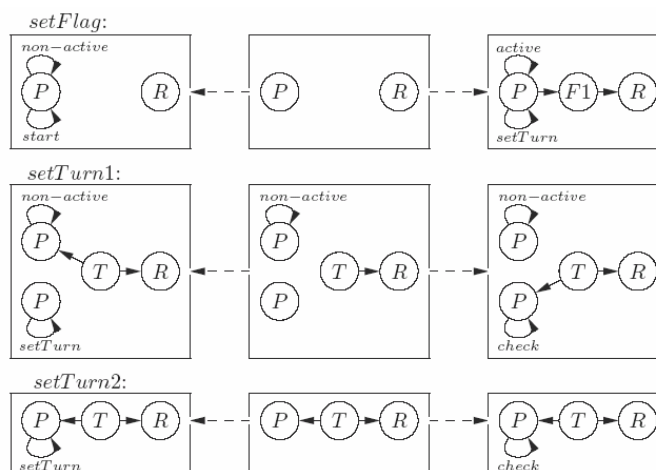 setFlag:
non-active active
P R P R P F1 R
start setTurn
setTurn1:
non-active non-active non-active
P P P
T R T R T R
P P P
setTurn check
setTurn2:
P T R P T R P T R
setTurn check